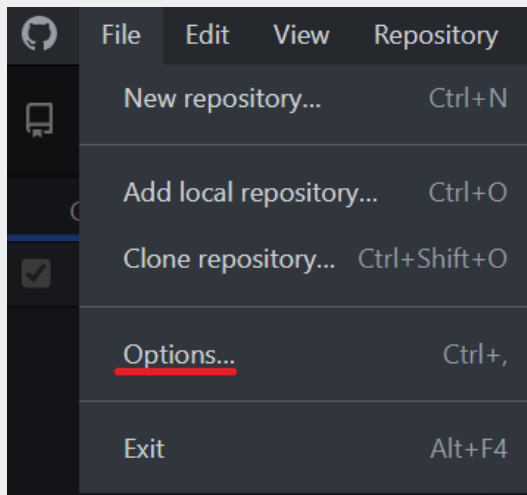 File Edit View Repository
New repository... Ctrl+N
Add local repository... Ctrl+O
Clone repository... Ctrl+Shift+O
Options... Ctrl+,
Exit Alt+F4